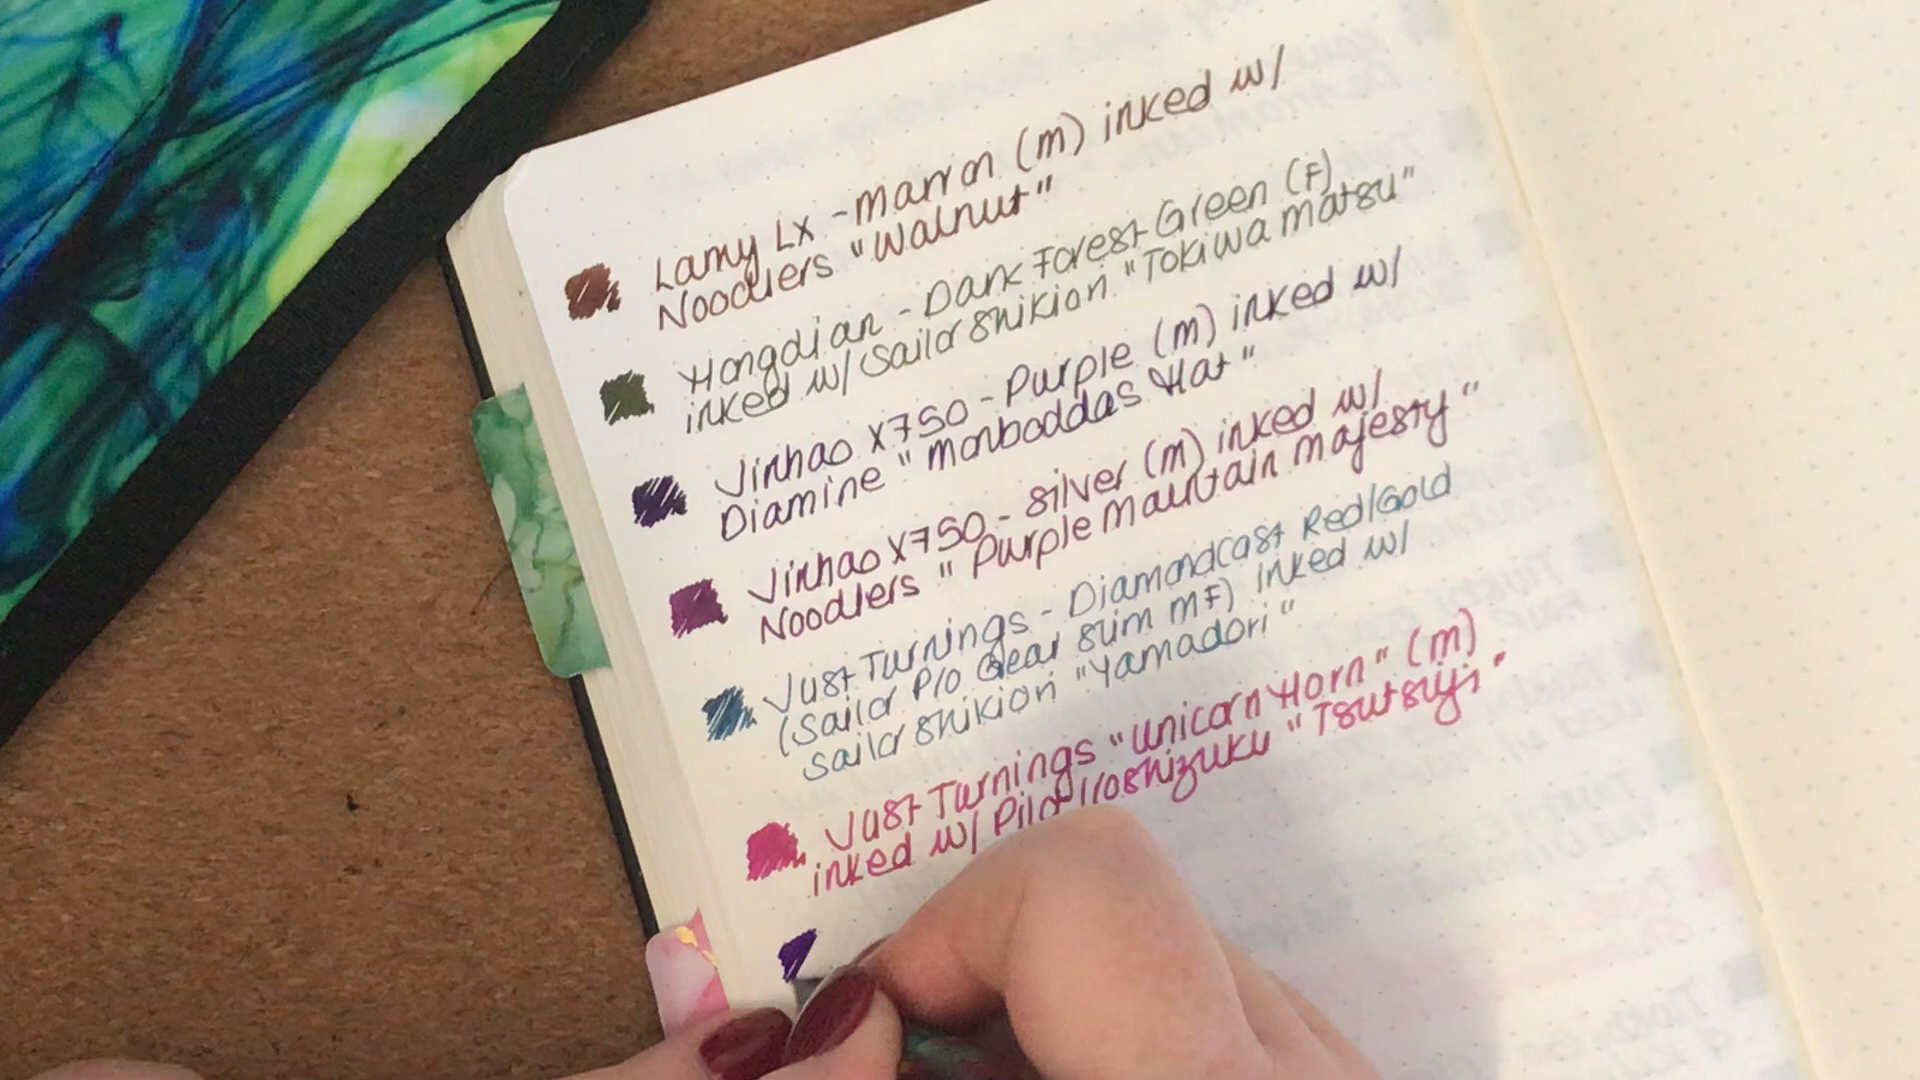 Lamy Lx - marron (m) inked w/
Noodlers "Walnut"
Hongdian - Dark Forest Green (F)
inked w/ Sailor Shikiori "Tokiwa matsu"
Jinhao X750 - Purple (m) inked w/
Diamine "monboddas Hat"
Jinhao X750 - Silver (m) inked w/
Noodlers "Purple mountain majesty"
Just Turnings - Diamondcast Red/Gold
(Sailor P/O Gear Slim MF) inked w/
Sailor Shikiori "Yamadori"
Just Turnings "Unicorn Horn" (m)
inked w/ Pilot Iroshizuku "Tsutsuji"